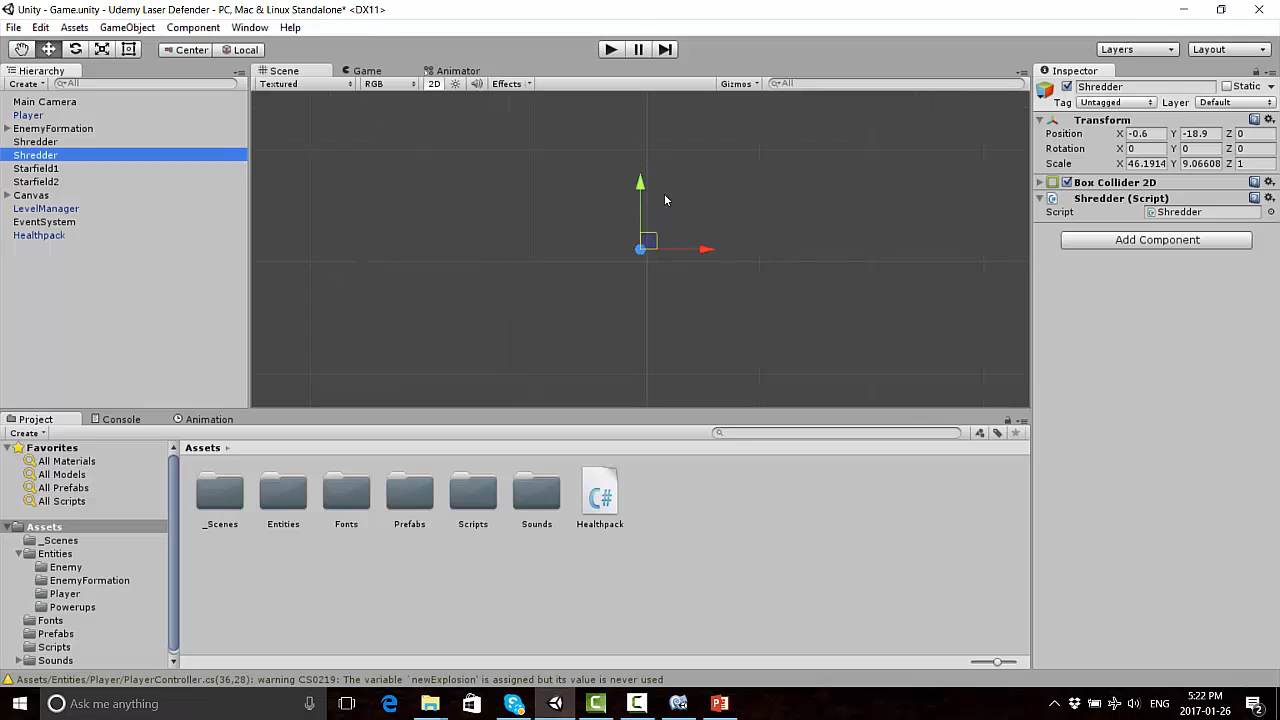 Unity - Game.unity - Udemy Laser Defender - PC, Mac & Linux Standalone* <DX11>
File Edit Assets GameObject Component Window Help
Center Local Layers Layout
Hierarchy Scene Game Animator Inspector
Create All Textured RGB 2D Effects Gizmos All Shredder Static
Main Camera Tag Untagged Layer Default
Player Transform
EnemyFormation Position X -0.6 Y -18.9 Z 0
Shredder Rotation X 0 Y 0 Z 0
Shredder Scale X 46.1914 Y 9.06608 Z 1
Starfield1
Starfield2 Box Collider 2D
Canvas Shredder (Script)
LevelManager Script Shredder
EventSystem
Healthpack Add Component
Project Console Animation
Create
Favorites Assets
All Materials
All Models
All Prefabs
All Scripts
_Scenes Entities Fonts Prefabs Scripts Sounds Healthpack
Assets
_Scenes
Entities
Enemy
EnemyFormation
Player
Powerups
Fonts
Prefabs
Scripts
Sounds
Assets/Entities/Player/PlayerController.cs(36,28): warning CS0219: The variable `newExplosion' is assigned but its value is never used
Ask me anything ENG 5:22 PM
2017-01-26